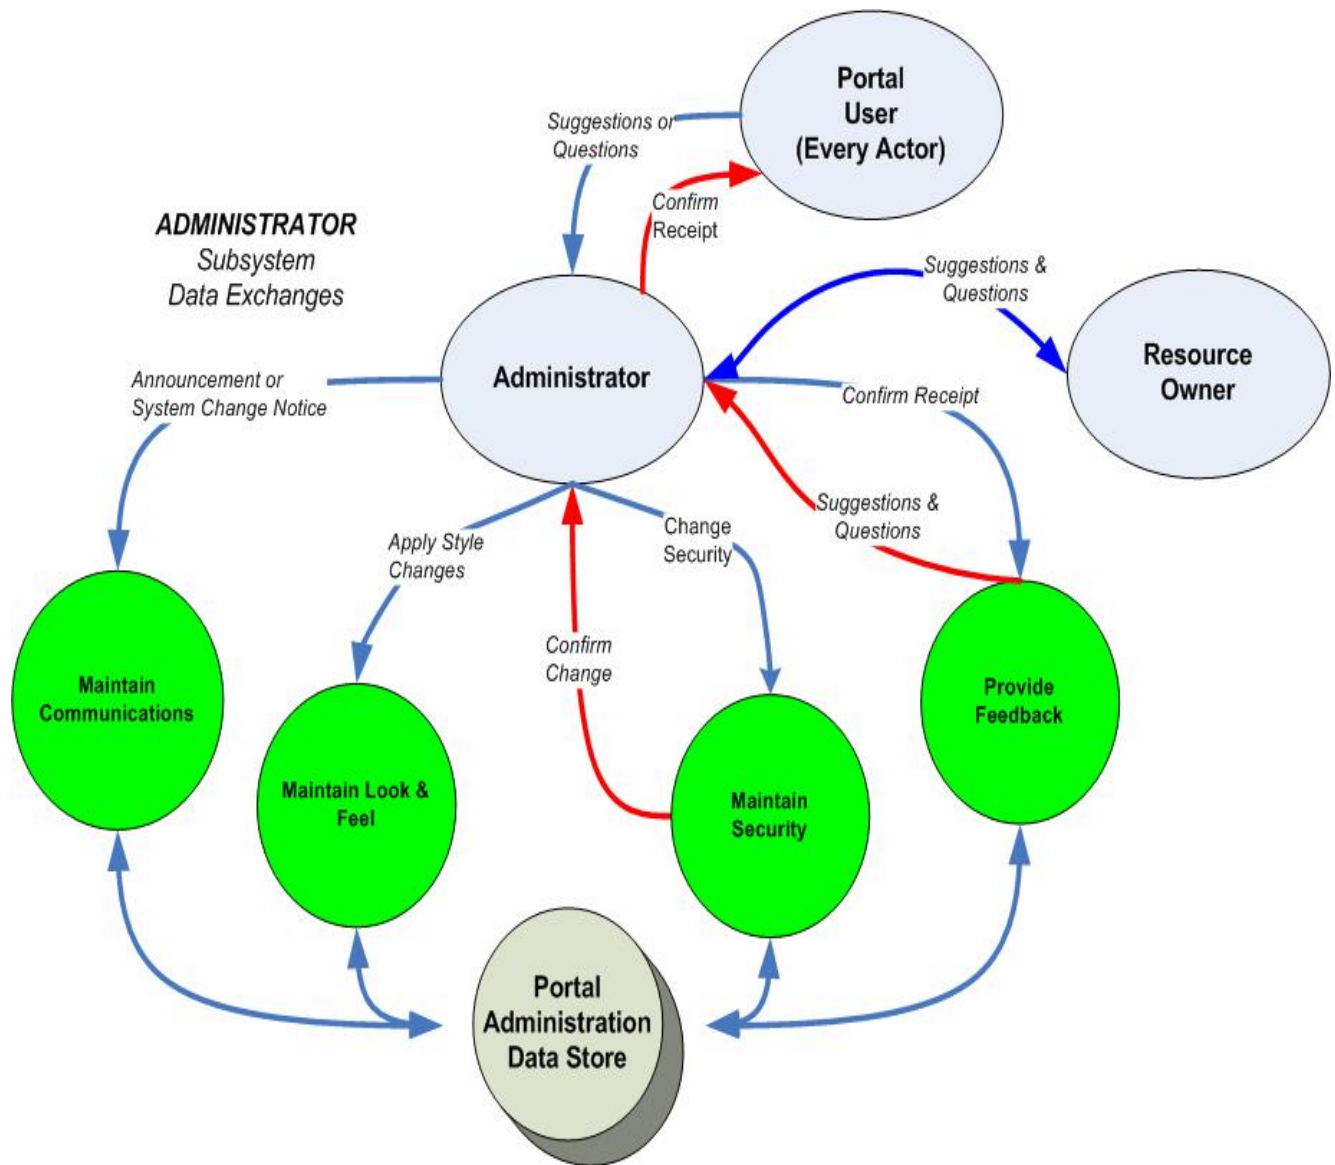 Portal
User
(Every Actor)
Suggestions or
Questions
Confirm
Receipt
ADMINISTRATOR
Subsystem
Data Exchanges
Suggestions &
Questions
Resource
Owner
Administrator
Announcement or
System Change Notice
Confirm Receipt
Suggestions &
Questions
Change
Security
Apply Style
Changes
Confirm
Change
Maintain
Communications
Maintain Look &
Feel
Maintain
Security
Provide
Feedback
Portal
Administration
Data Store